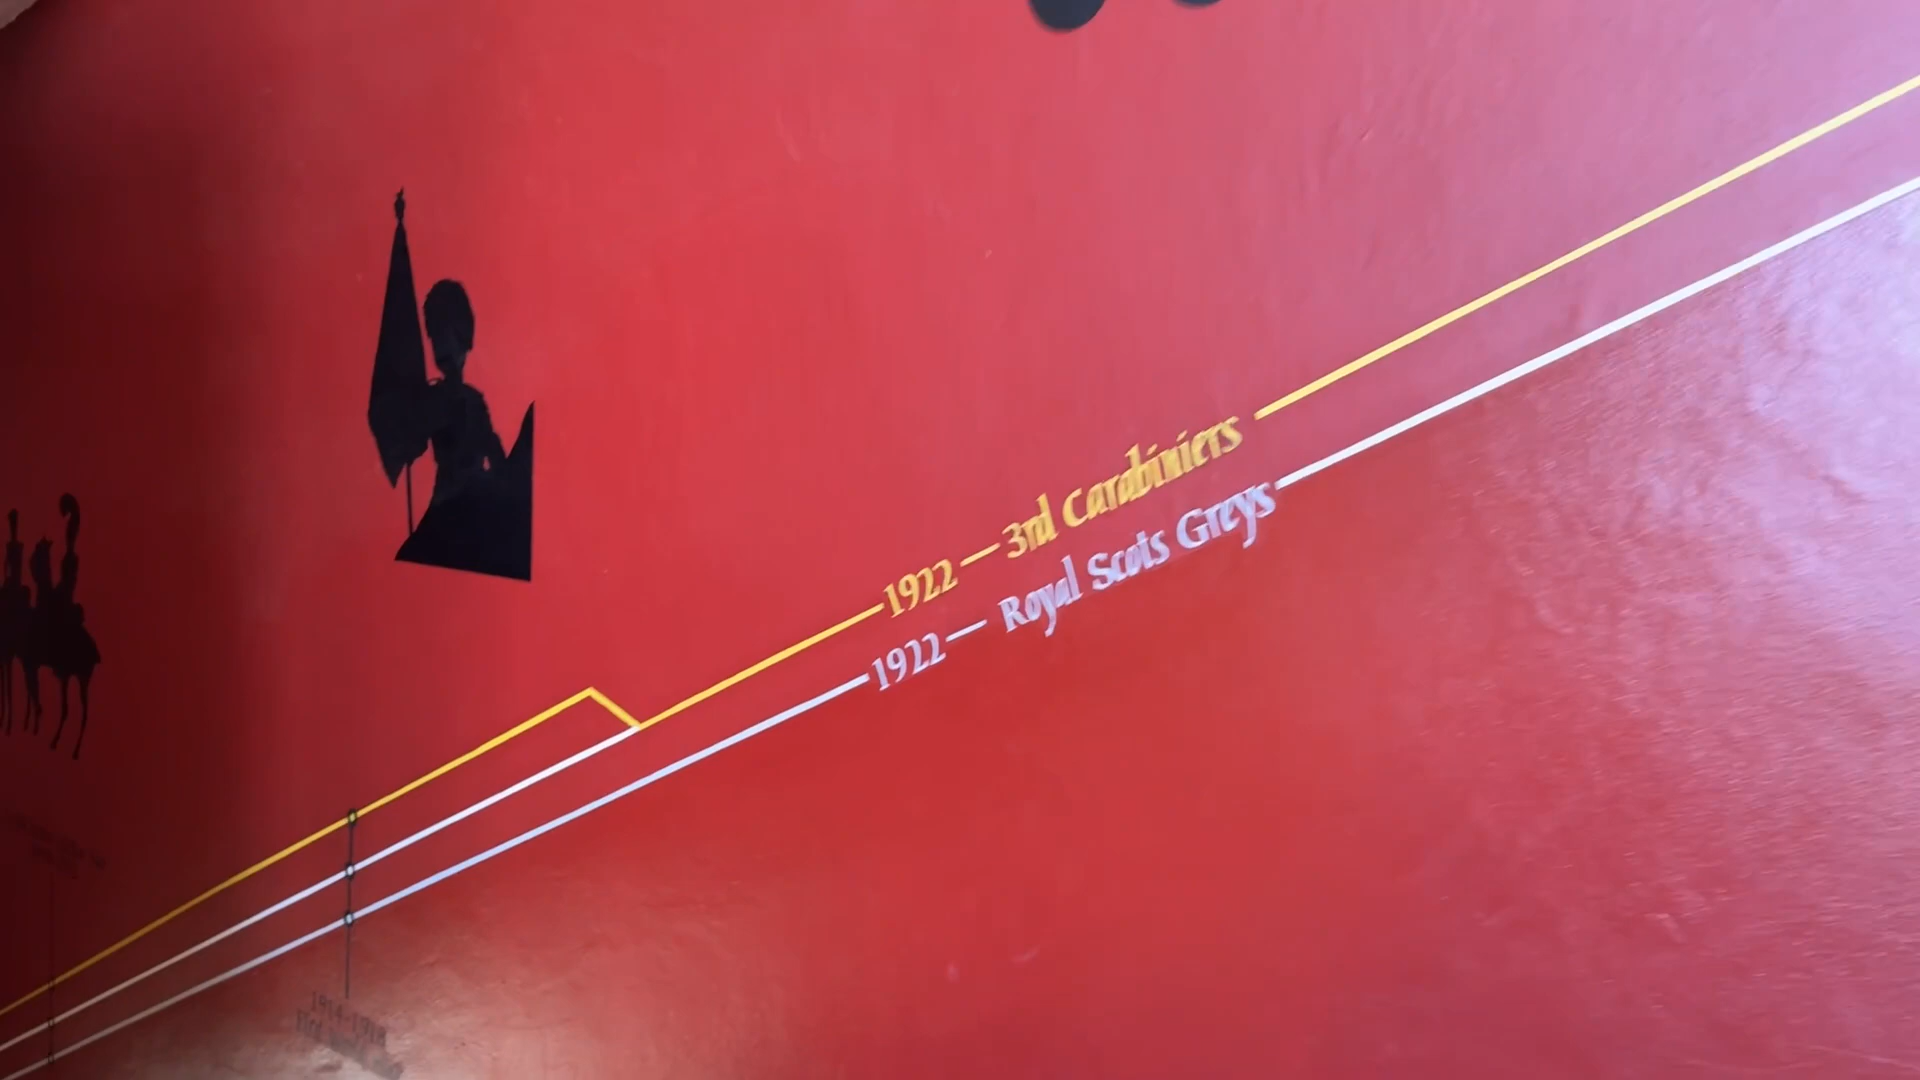 1922 — 3rd Carabiniers
1922 — Royal Scots Greys
1914-1918